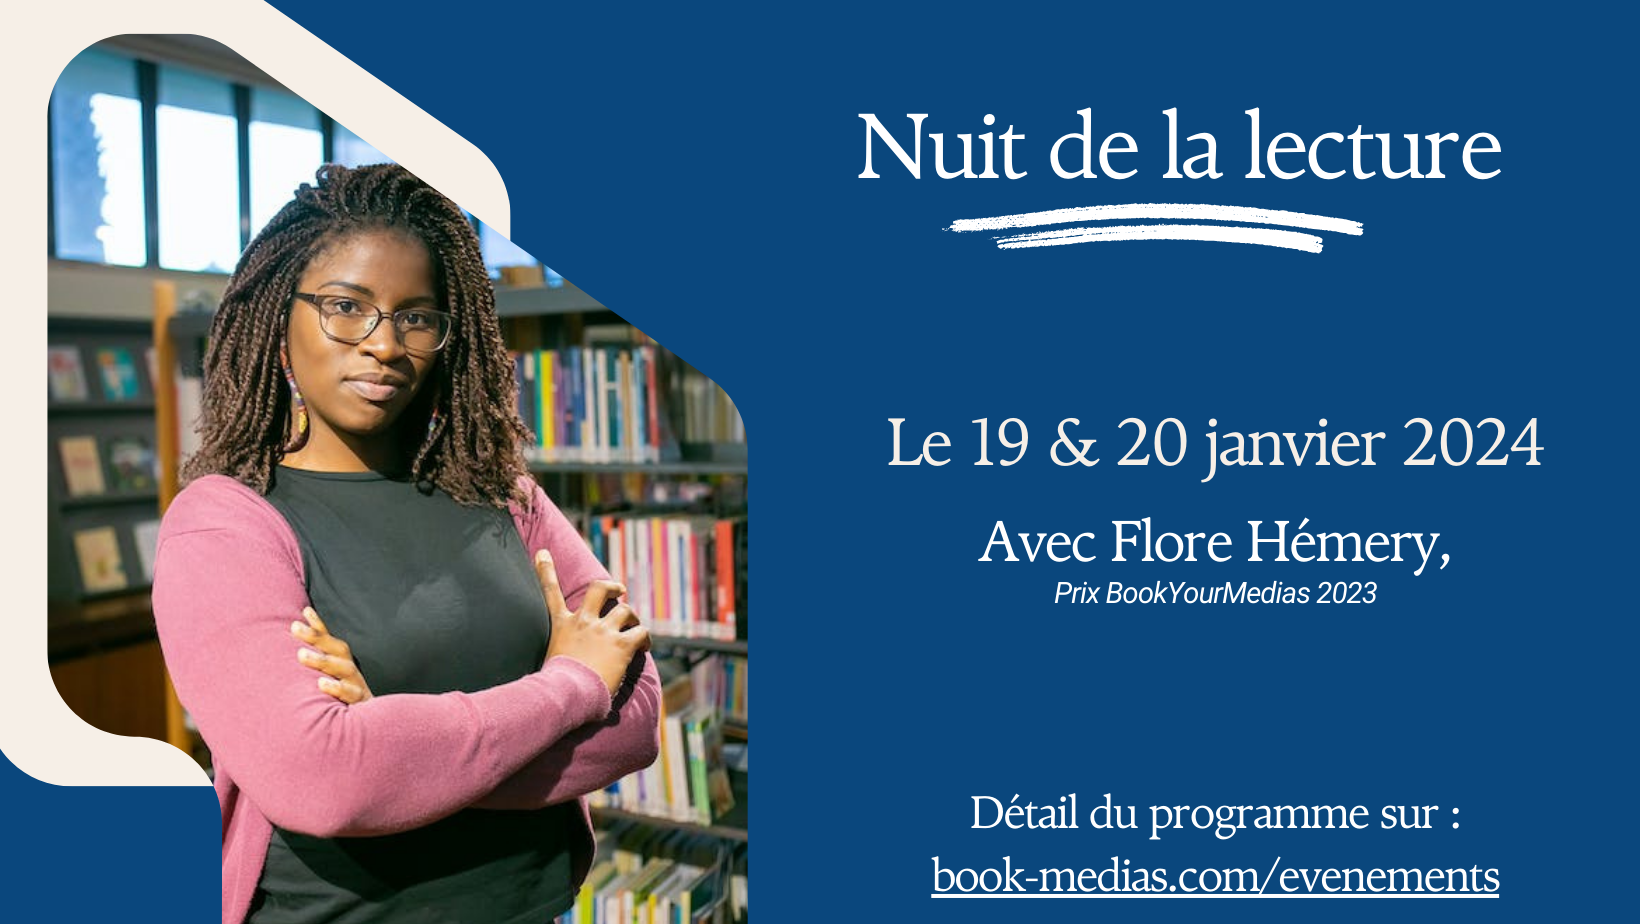 Nuit de la lecture
Le 19 & 20 janvier 2024
Avec Flore Hémery,
Prix BookYourMedias 2023
Détail du programme sur :
book-medias.com/evenements